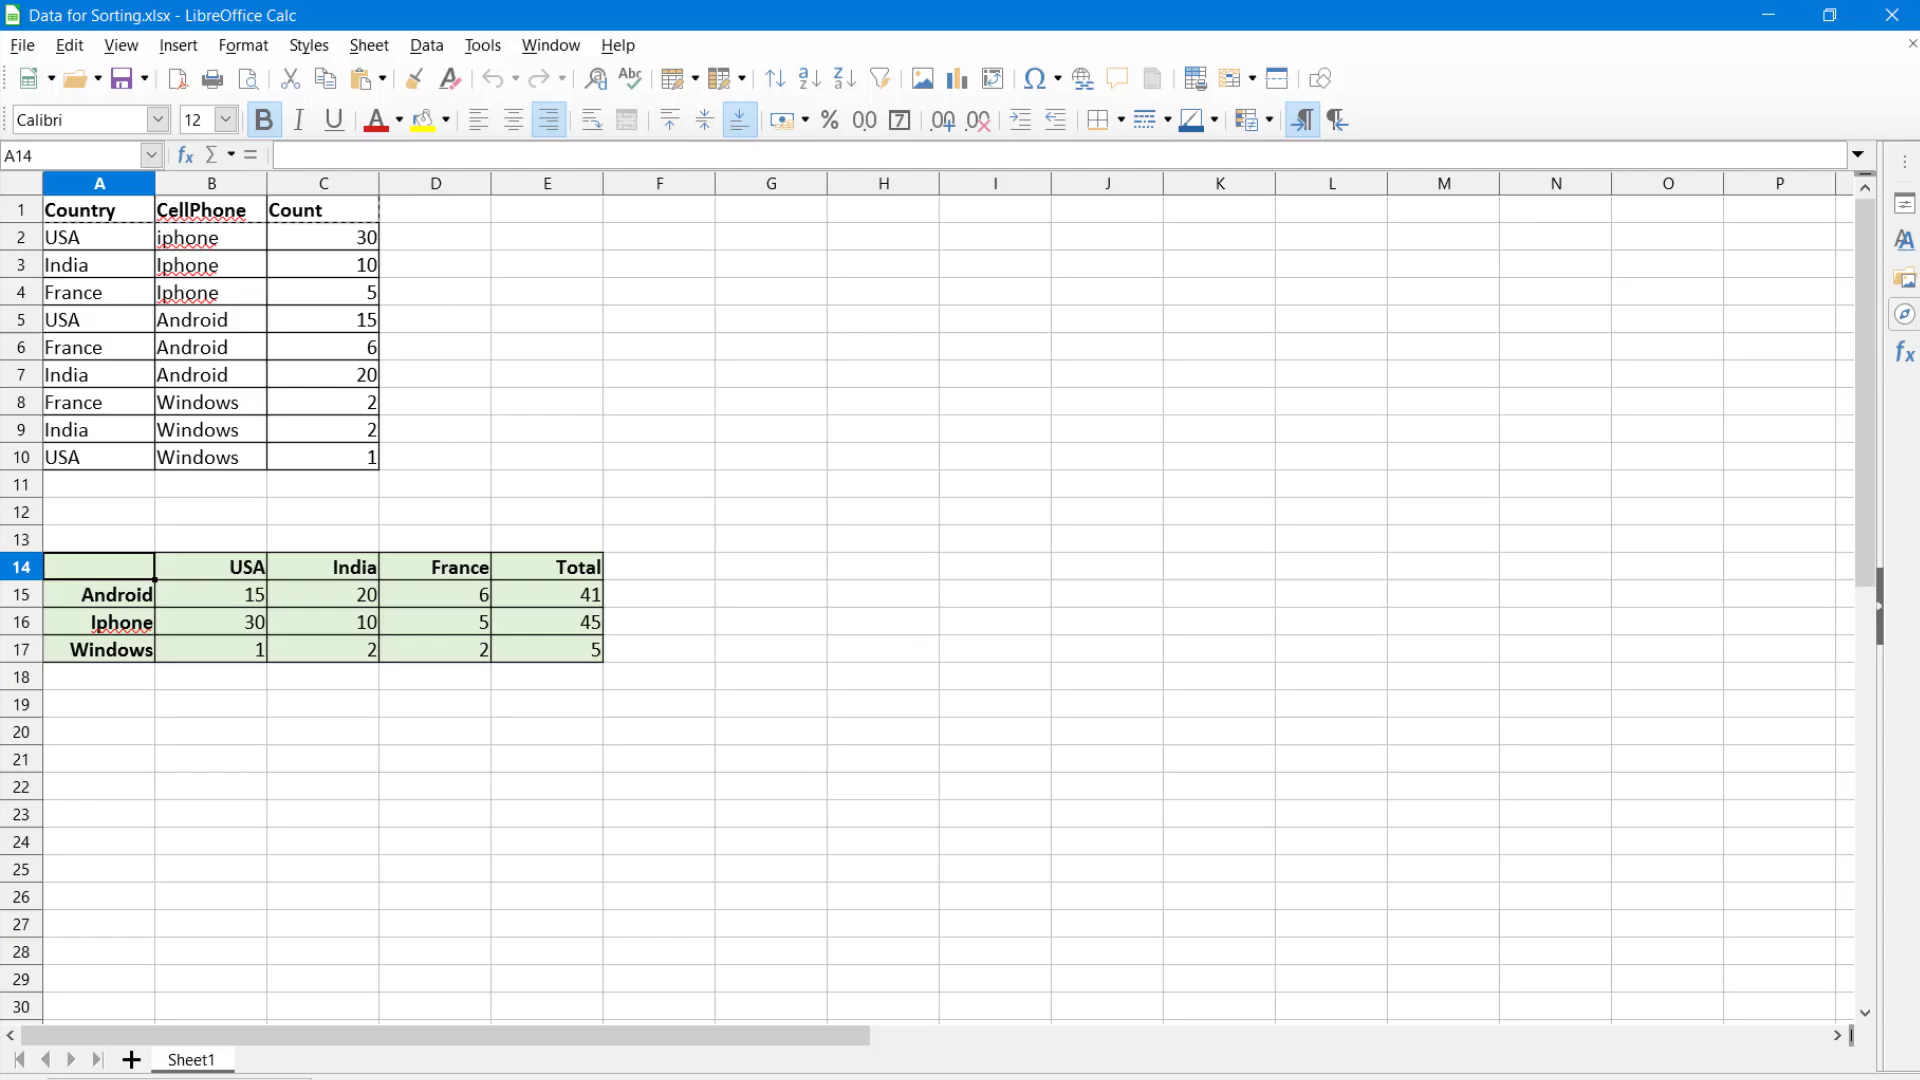 Data for Sorting.xlsx - LibreOffice Calc
File Edit View Insert Format Styles Sheet Data Tools Window Help
Calibri 12
A14
A B C D E F G H I J K L M N O P
1 Country CellPhone Count
2 USA iphone 30
3 India Iphone 10
4 France Iphone 5
5 USA Android 15
6 France Android 6
7 India Android 20
8 France Windows 2
9 India Windows 2
10 USA Windows 1
11
12
13
14 USA India France Total
15 Android 15 20 6 41
16 Iphone 30 10 5 45
17 Windows 1 2 2 5
18
19
20
21
22
23
24
25
26
27
28
29
30
Sheet1